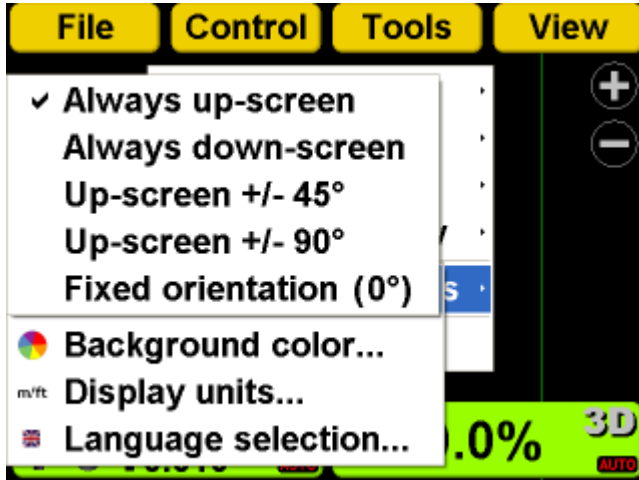 File Control Tools View
✓ Always up-screen
Always down-screen
Up-screen +/- 45°
Up-screen +/- 90°
Fixed orientation (0°)
Background color...
m/ft Display units...
Language selection...
.0% 3D
AUTO AUTO